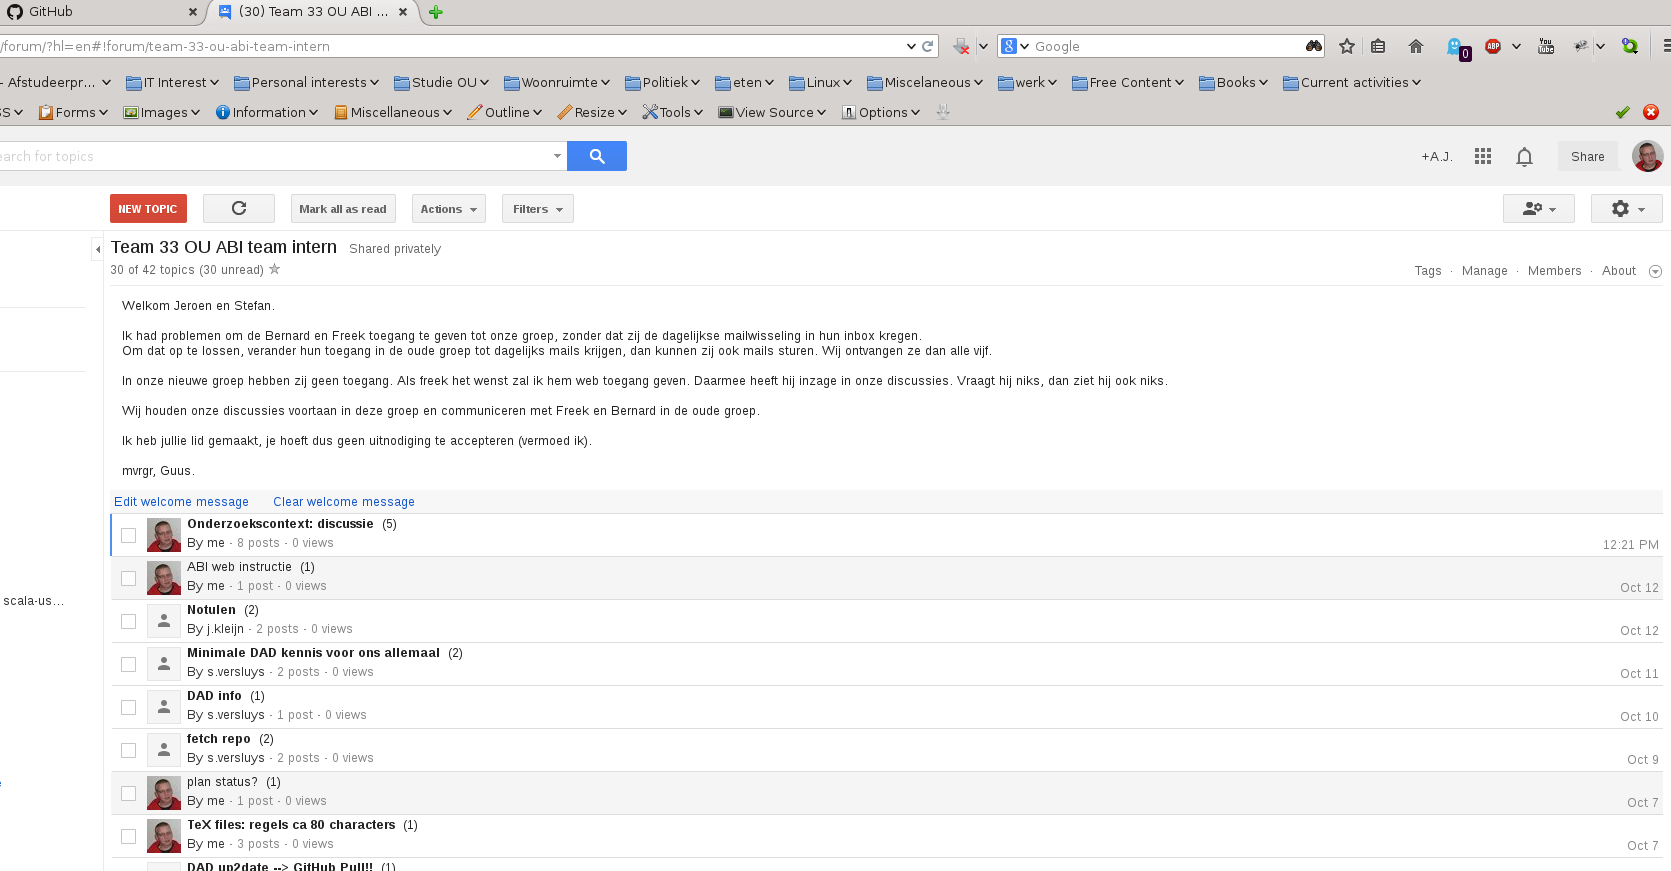 GitHub
(30) Team 33 OU ABI ...
/forum/?hl=en#!forum/team-33-ou-abi-team-intern
Google
ABP
You
Tube
0
- Afstudeerpr...
IT Interest
Personal interests
Studie OU
Woonruimte
Politiek
eten
Linux
Miscelaneous
werk
Free Content
Books
Current activities
SS
Forms
Images
Information
Miscellaneous
Outline
Resize
Tools
View Source
Options
earch for topics
+A.J.
Share
NEW TOPIC
Mark all as read
Actions
Filters
Team 33 OU ABI team intern Shared privately
30 of 42 topics (30 unread)
Tags · Manage · Members · About
Welkom Jeroen en Stefan.
Ik had problemen om de Bernard en Freek toegang te geven tot onze groep, zonder dat zij de dagelijkse mailwisseling in hun inbox kregen.
Om dat op te lossen, verander hun toegang in de oude groep tot dagelijks mails krijgen, dan kunnen zij ook mails sturen. Wij ontvangen ze dan alle vijf.
In onze nieuwe groep hebben zij geen toegang. Als freek het wenst zal ik hem web toegang geven. Daarmee heeft hij inzage in onze discussies. Vraagt hij niks, dan ziet hij ook niks.
Wij houden onze discussies voortaan in deze groep en communiceren met Freek en Bernard in de oude groep.
Ik heb jullie lid gemaakt, je hoeft dus geen uitnodiging te accepteren (vermoed ik).
mvrgr, Guus.
Edit welcome message Clear welcome message
Onderzoekscontext: discussie (5)
By me - 8 posts - 0 views
12:21 PM
ABI web instructie (1)
By me - 1 post - 0 views
Oct 12
scala-us...
Notulen (2)
By j.kleijn - 2 posts - 0 views
Oct 12
Minimale DAD kennis voor ons allemaal (2)
By s.versluys - 2 posts - 0 views
Oct 11
DAD info (1)
By s.versluys - 1 post - 0 views
Oct 10
fetch repo (2)
By s.versluys - 2 posts - 0 views
Oct 9
plan status? (1)
By me - 1 post - 0 views
Oct 7
TeX files: regels ca 80 characters (1)
By me - 3 posts - 0 views
Oct 7
DAD up2date --> GitHub Pull!! (1)